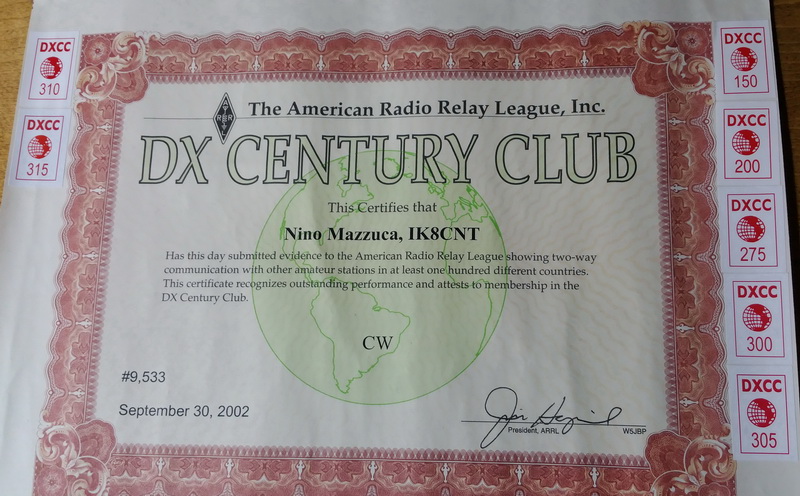 DXCC
310
DXCC
315
ARRL
The American Radio Relay League, Inc.
DX CENTURY CLUB
This Certifies that
Nino Mazzuca, IK8CNT
Has this day submitted evidence to the American Radio Relay League showing two-way
communication with other amateur stations in at least one hundred different countries.
This certificate recognizes outstanding performance and attests to membership in the
DX Century Club.
CW
#9,533
September 30, 2002
President, ARRL
W5JBP
DXCC
150
DXCC
200
DXCC
275
DXCC
300
DXCC
305